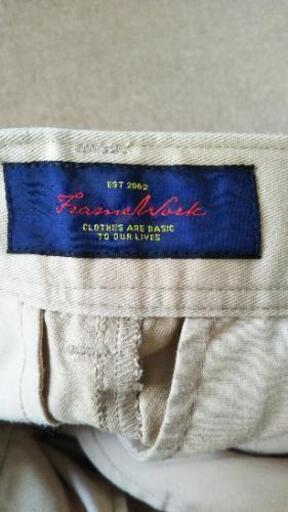 EST 2002
FrameWork
CLOTHES ARE BASIC
TO OUR LIVES